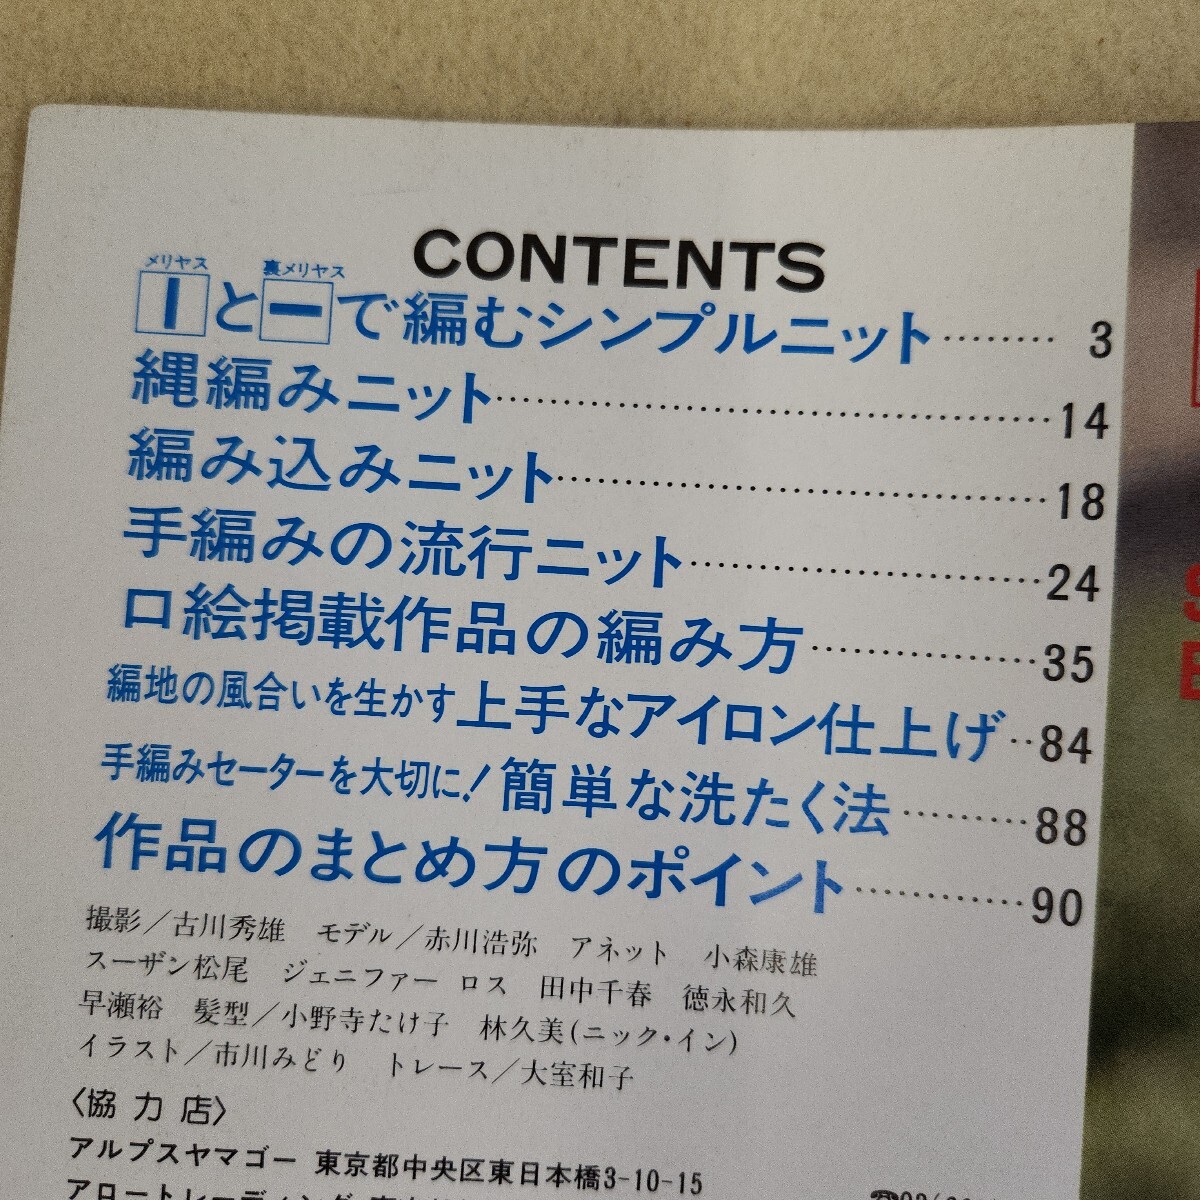 CONTENTS
メリヤス 裏メリヤス
|と―で編むシンプルニット········3
縄編みニット········14
編み込みニット········18
手編みの流行ニット········24
口絵掲載作品の編み方········35
編地の風合いを生かす上手なアイロン仕上げ··84
手編みセーターを大切に!簡単な洗たく法········88
作品のまとめ方のポイント········90
撮影/古川秀雄 モデル/赤川浩弥 アネット 小森康雄
スーザン松尾 ジェニファー ロス 田中千春 徳永和久
早瀬裕 髪型/小野寺たけ子 林久美(ニック・イン)
イラスト/市川みどり トレース/大室和子
〈協力店〉
アルプスヤマゴー 東京都中央区東日本橋3-10-15
アロートレーディング